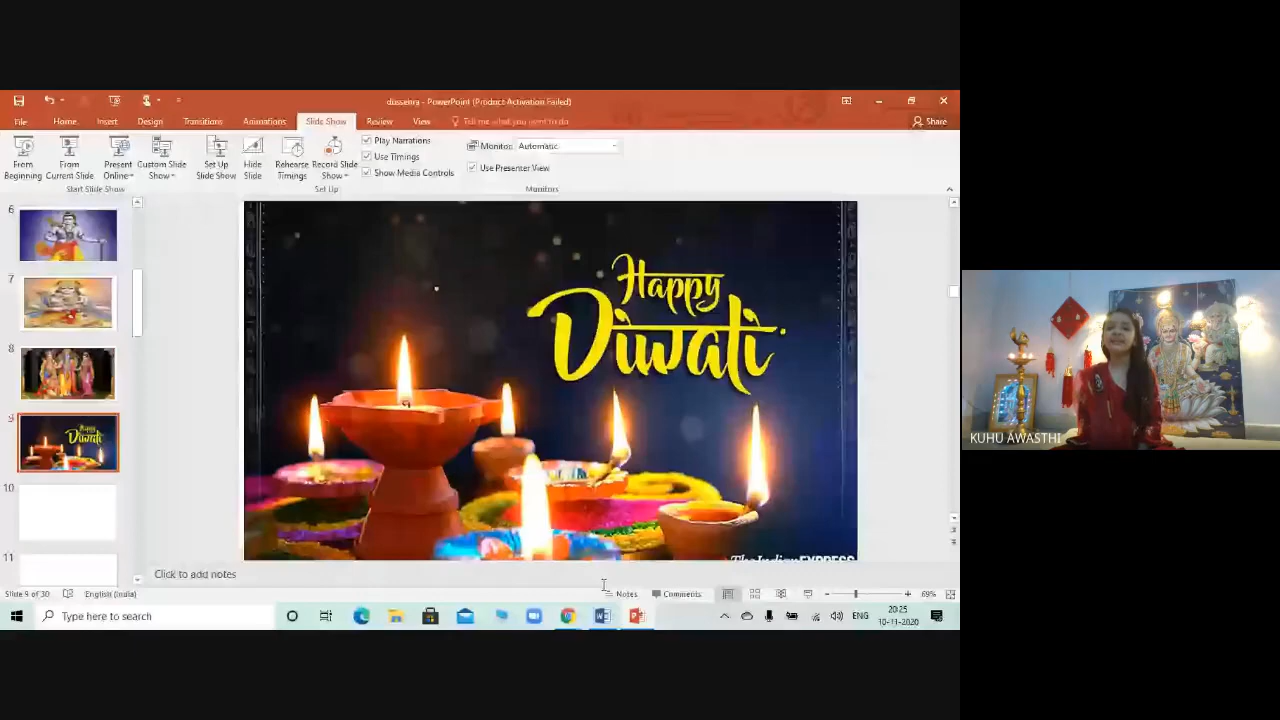 dussehra - PowerPoint (Product Activation Failed)
File Home Insert Design Transitions Animations Slide Show Review View Tell me what you want to do Share
From Beginning
From Current Slide
Present Online
Custom Slide Show
Set Up Slide Show
Hide Slide
Rehearse Timings
Record Slide Show
Play Narrations
Use Timings
Show Media Controls
Monitor: Automatic
Use Presenter View
Start Slide Show
Set Up
Monitors
6
7
8
9
Happy
Diwali
10
11
Happy
Diwali
The Indian EXPRESS
KUHU AWASTHI
Click to add notes
Slide 9 of 30 English (India) Notes Comments 69%
Type here to search
ENG
20:25
10-11-2020